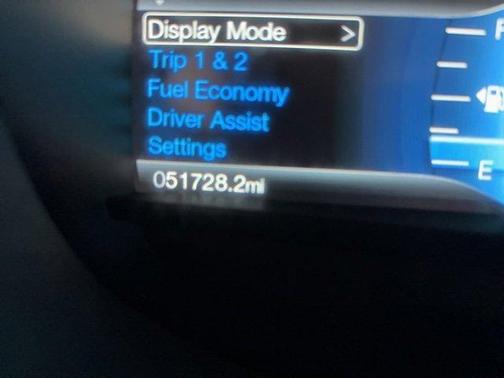 Display Mode >
Trip 1 & 2
Fuel Economy
Driver Assist
Settings
051728.2mi
F
E